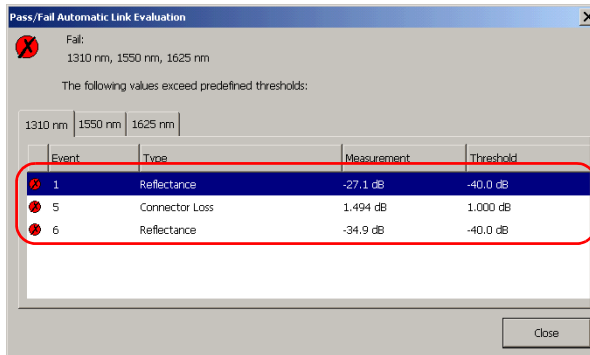 Pass/Fail Automatic Link Evaluation
Fail:
1310 nm, 1550 nm, 1625 nm
The following values exceed predefined thresholds:
1310 nm 1550 nm 1625 nm
Event Type Measurement Threshold
1 Reflectance -27.1 dB -40.0 dB
5 Connector Loss 1.494 dB 1.000 dB
6 Reflectance -34.9 dB -40.0 dB
Close